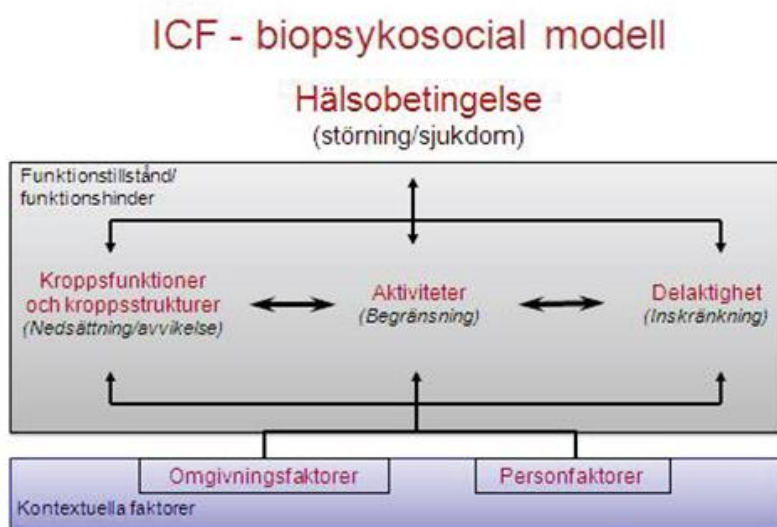 ICF - biopsykosocial modell
Hälsobetingelse
(störning/sjukdom)
Funktionstillstånd/
funktionshinder
Kroppsfunktioner
och kroppsstrukturer
(Nedsättning/avvikelse)
Aktiviteter
(Begränsning)
Delaktighet
(Inskränkning)
Omgivningsfaktorer
Personfaktorer
Kontextuella faktorer